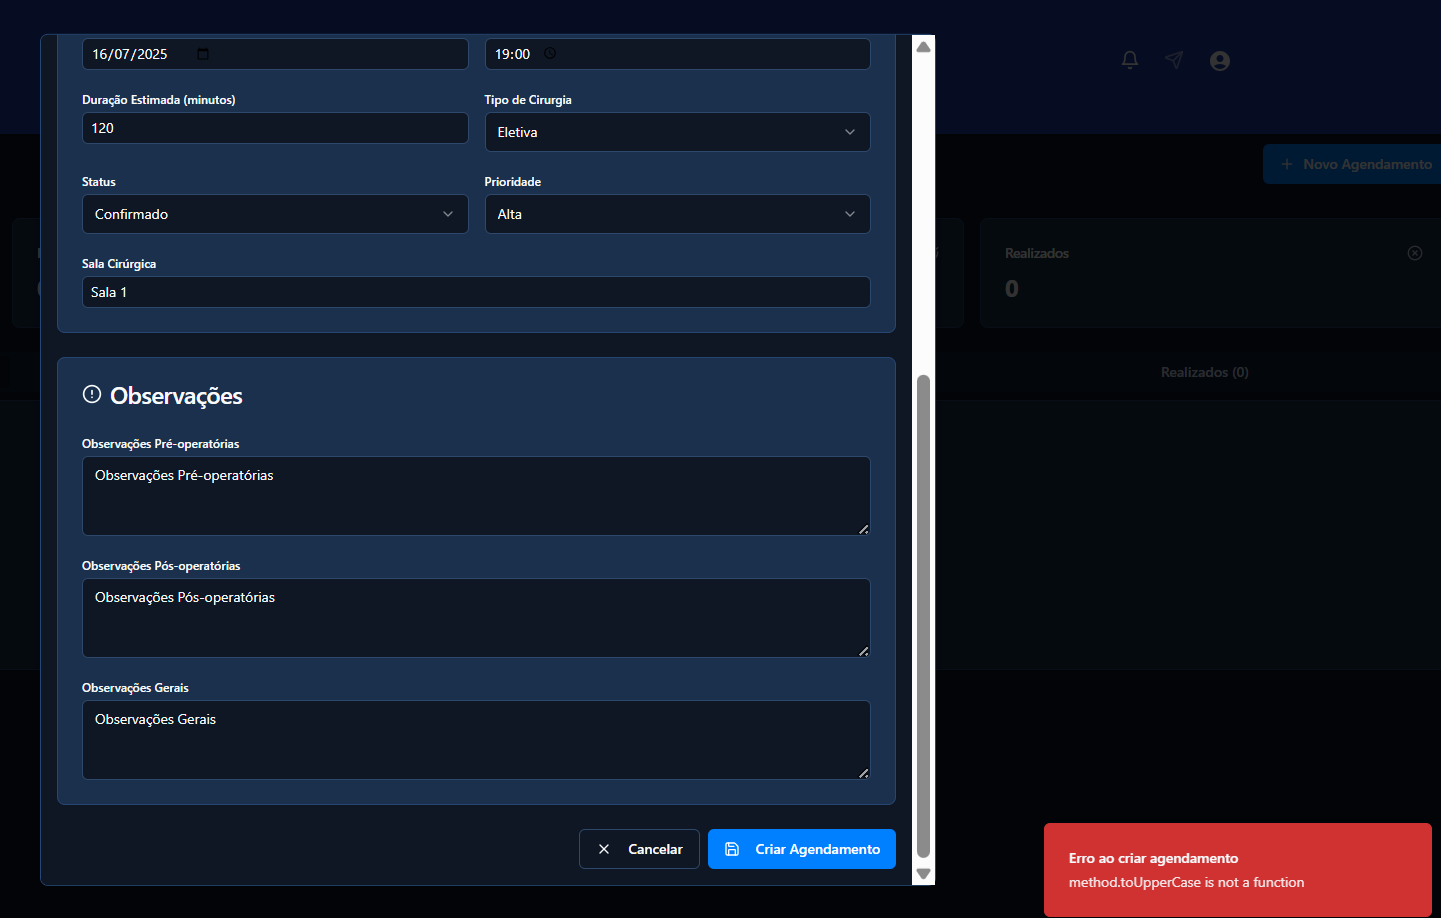 16/07/2025
19:00
Duração Estimada (minutos)
Tipo de Cirurgia
120
Eletiva
+ Novo Agendamento
Status
Prioridade
Confirmado
Alta
Sala Cirúrgica
Realizados
Sala 1
0
Realizados (0)
Observações
Observações Pré-operatórias
Observações Pré-operatórias
Observações Pós-operatórias
Observações Pós-operatórias
Observações Gerais
Observações Gerais
Cancelar
Criar Agendamento
Erro ao criar agendamento
method.toUpperCase is not a function